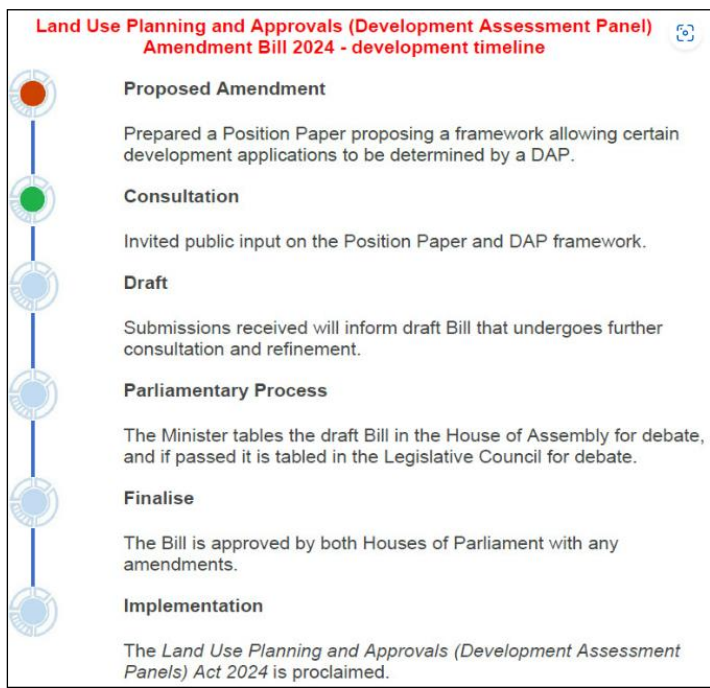 Land Use Planning and Approvals (Development Assessment Panel)
Amendment Bill 2024 - development timeline
Proposed Amendment
Prepared a Position Paper proposing a framework allowing certain
development applications to be determined by a DAP.
Consultation
Invited public input on the Position Paper and DAP framework.
Draft
Submissions received will inform draft Bill that undergoes further
consultation and refinement.
Parliamentary Process
The Minister tables the draft Bill in the House of Assembly for debate,
and if passed it is tabled in the Legislative Council for debate.
Finalise
The Bill is approved by both Houses of Parliament with any
amendments.
Implementation
The Land Use Planning and Approvals (Development Assessment
Panels) Act 2024 is proclaimed.